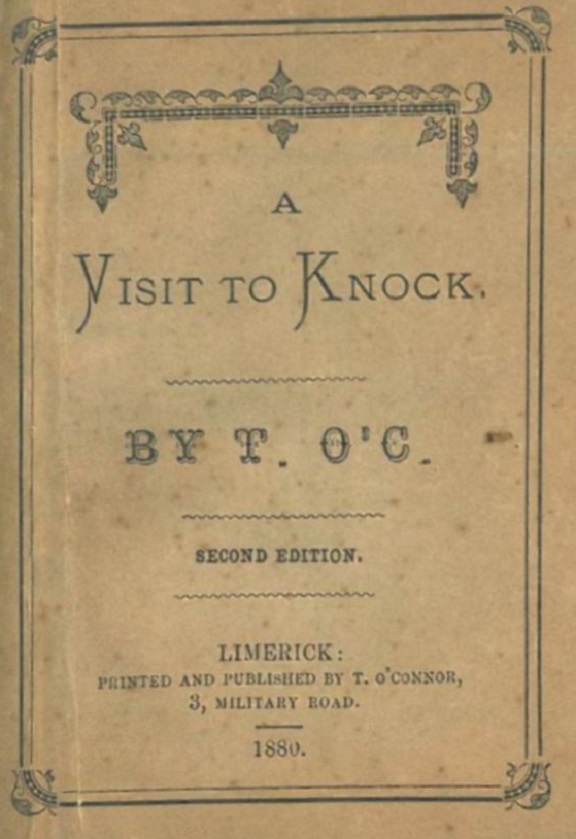 A
VISIT TO KNOCK.
BY T. O'C.
SECOND EDITION.
LIMERICK:
PRINTED AND PUBLISHED BY T. O'CONNOR,
3, MILITARY ROAD.
1880.